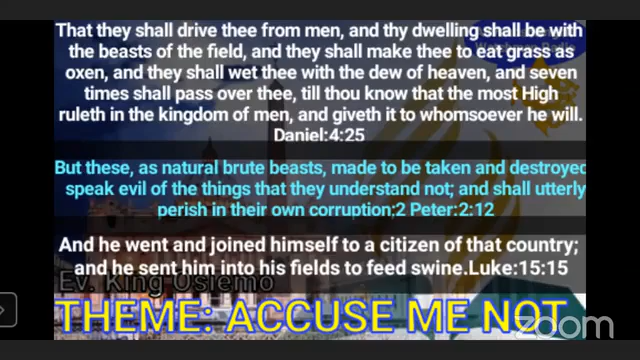 That they shall drive thee from men, and thy dwelling shall be with
the beasts of the field, and they shall make thee to eat grass as
oxen, and they shall wet thee with the dew of heaven, and seven
times shall pass over thee, till thou know that the most High
ruleth in the kingdom of men, and giveth it to whomsoever he will.
Daniel:4:25
But these, as natural brute beasts, made to be taken and destroyed
speak evil of the things that they understand not; and shall utterly
perish in their own corruption;2 Peter:2:12
And he went and joined himself to a citizen of that country;
and he sent him into his fields to feed swine.Luke:15:15
Ev. King Osiemo
THEME: ACCUSE ME NOT
zoom